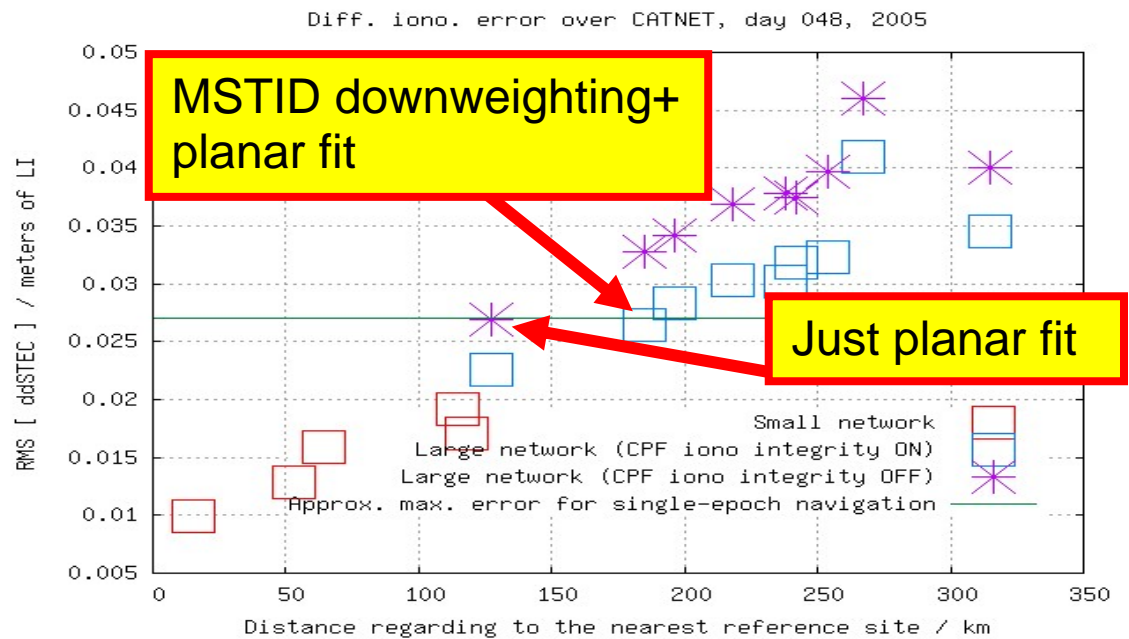 Diff. iono. error over CATNET, day 048, 2005
0.05
MSTID downweighting+
planar fit
0.045
0.04
0.035
0.03
0.025
0.02
0.015
0.01
0.005
RMS [ ddSTEC ] / meters of LI
Just planar fit
Small network
Large network (CPF iono integrity ON)
Large network (CPF iono integrity OFF)
Approx. max. error for single-epoch navigation
0 50 100 150 200 250 300 350
Distance regarding to the nearest reference site / km